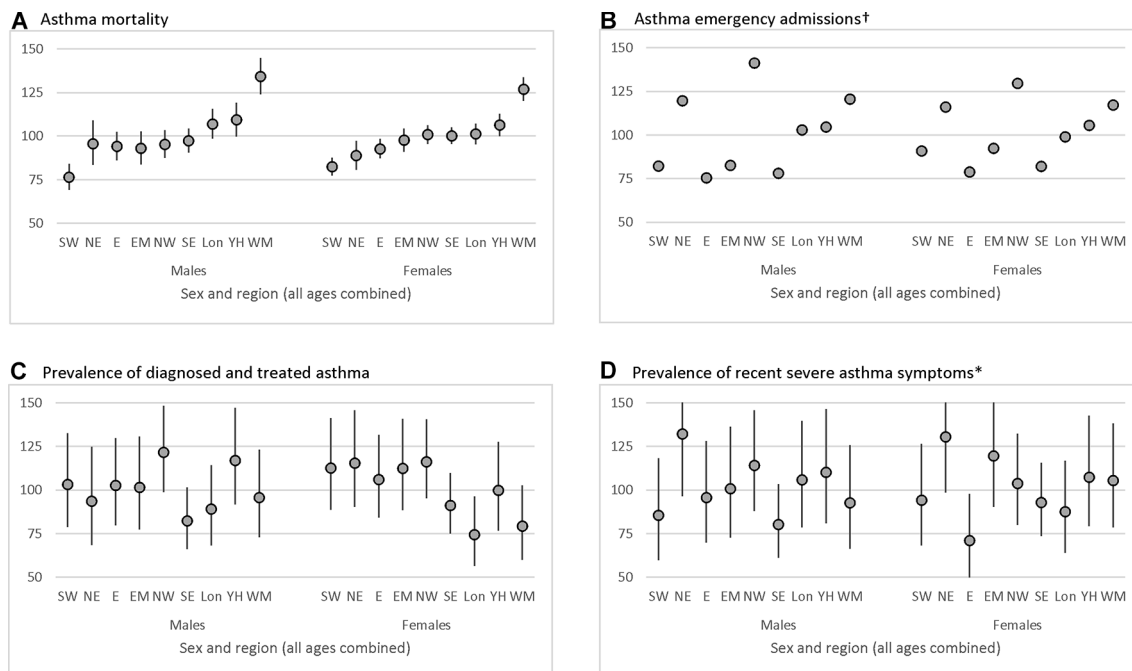 A Asthma mortality
150
125
100
75
50
SW NE E EM NW SE Lon YH WM SW NE E EM NW SE Lon YH WM
Males Females
Sex and region (all ages combined)
B Asthma emergency admissions†
150
125
100
75
50
SW NE E EM NW SE Lon YH WM SW NE E EM NW SE Lon YH WM
Males Females
Sex and region (all ages combined)
C Prevalence of diagnosed and treated asthma
150
125
100
75
50
SW NE E EM NW SE Lon YH WM SW NE E EM NW SE Lon YH WM
Males Females
Sex and region (all ages combined)
D Prevalence of recent severe asthma symptoms*
150
125
100
75
50
SW NE E EM NW SE Lon YH WM SW NE E EM NW SE Lon YH WM
Males Females
Sex and region (all ages combined)